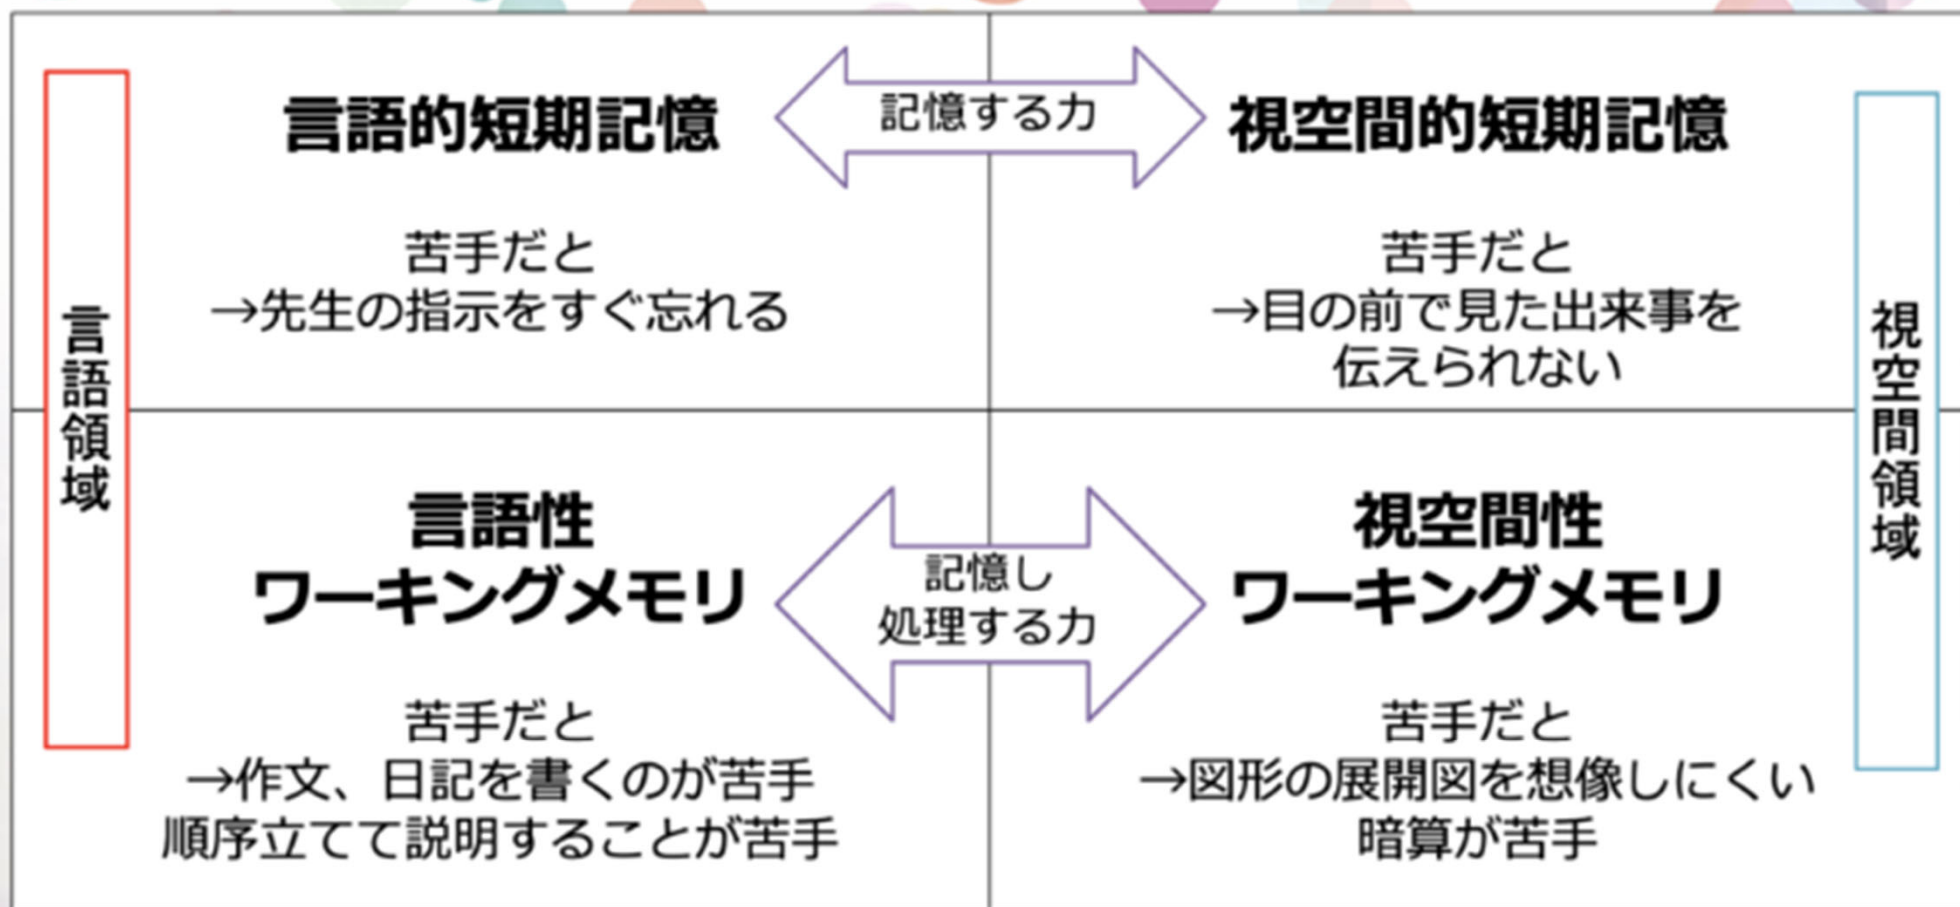 言語領域
言語的短期記憶
苦手だと
→先生の指示をすぐ忘れる
記憶する力
視空間的短期記憶
苦手だと
→目の前で見た出来事を
伝えられない
視空間領域
言語性
ワーキングメモリ
苦手だと
→作文、日記を書くのが苦手
順序立てて説明することが苦手
記憶し
処理する力
視空間性
ワーキングメモリ
苦手だと
→図形の展開図を想像しにくい
暗算が苦手